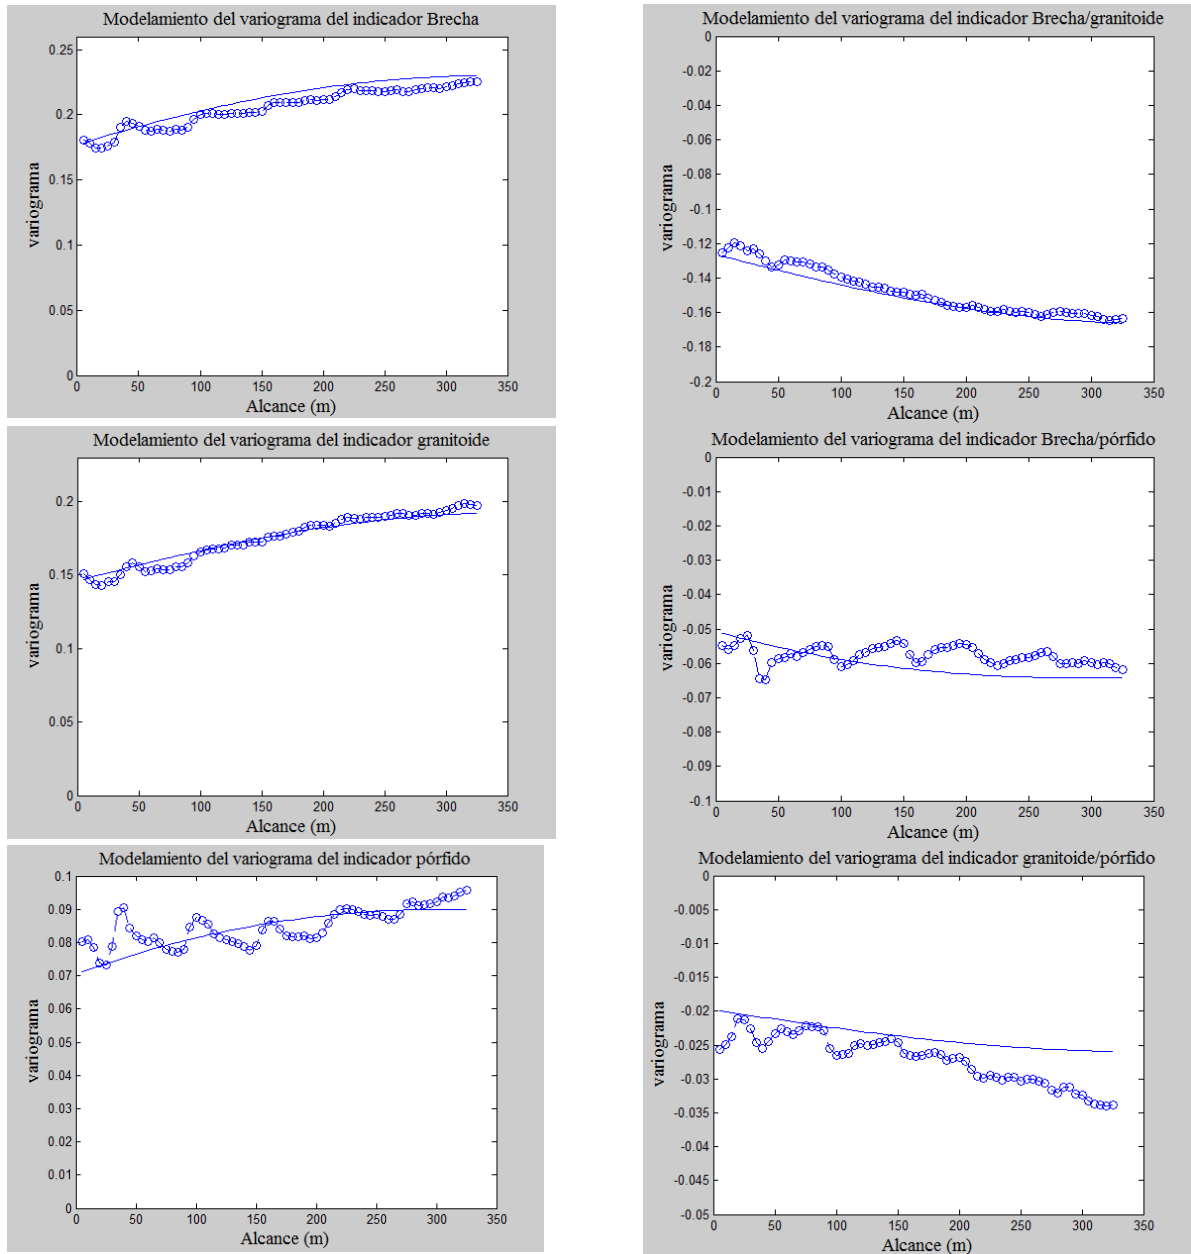 Modelamiento del variograma del indicador Brecha
0.25
0.2
0.15
0.1
0.05
0
variograma
0 50 100 150 200 250 300 350
Alcance (m)
Modelamiento del variograma del indicador Brecha/granitoide
0
-0.02
-0.04
-0.06
-0.08
-0.1
-0.12
-0.14
-0.16
-0.18
-0.2
variograma
0 50 100 150 200 250 300 350
Alcance (m)
Modelamiento del variograma del indicador granitoide
0.2
0.15
0.1
0.05
0
variograma
0 50 100 150 200 250 300 350
Alcance (m)
Modelamiento del variograma del indicador Brecha/pórfido
0
-0.01
-0.02
-0.03
-0.04
-0.05
-0.06
-0.07
-0.08
-0.09
-0.1
variograma
0 50 100 150 200 250 300 350
Alcance (m)
Modelamiento del variograma del indicador pórfido
0.1
0.09
0.08
0.07
0.06
0.05
0.04
0.03
0.02
0.01
0
variograma
0 50 100 150 200 250 300 350
Alcance (m)
Modelamiento del variograma del indicador granitoide/pórfido
0
-0.005
-0.01
-0.015
-0.02
-0.025
-0.03
-0.035
-0.04
-0.045
-0.05
variograma
0 50 100 150 200 250 300 350
Alcance (m)